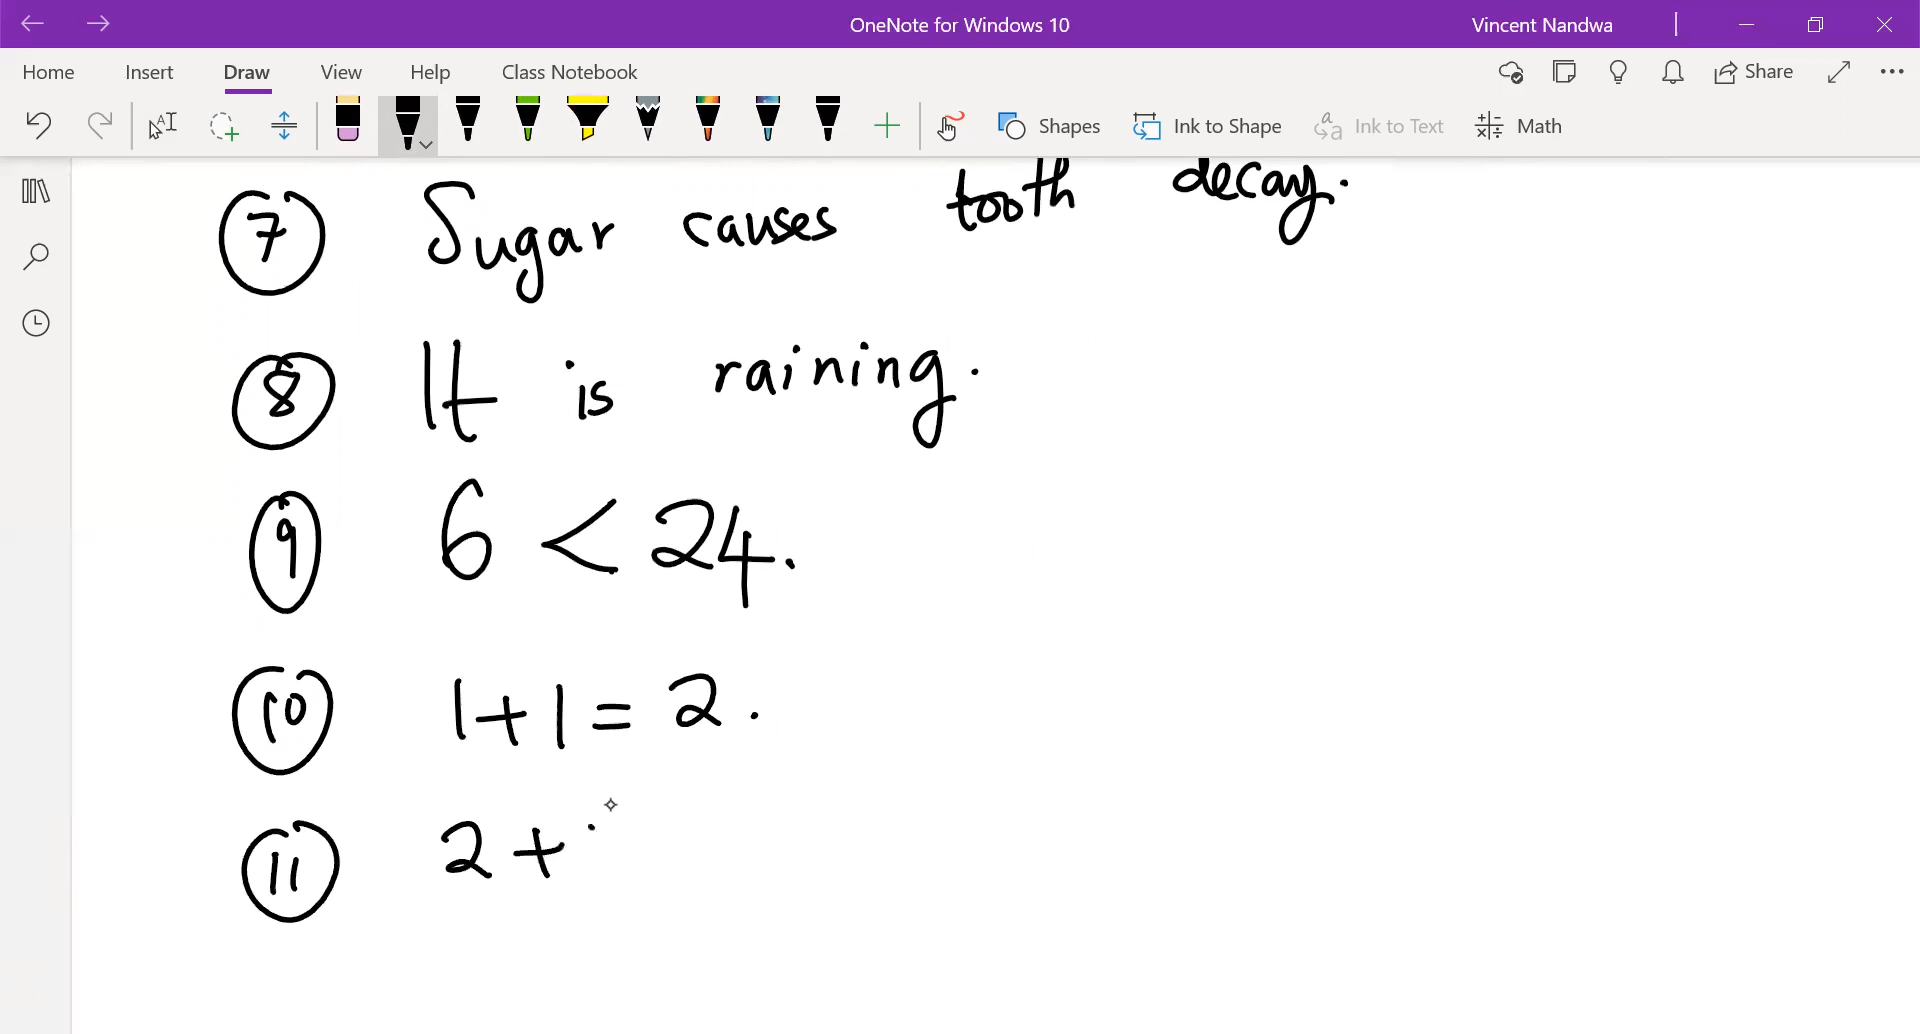 OneNote for Windows 10 Vincent Nandwa
Home Insert Draw View Help Class Notebook Share
Shapes Ink to Shape Ink to Text Math
7 Sugar causes tooth decay.
8 It is raining.
9 6 < 24.
10 1+1 = 2.
11 2 +